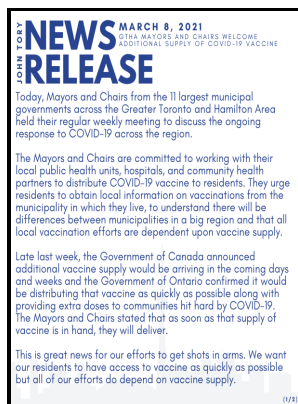 JOHN TORY
NEWS
RELEASE
MARCH 8, 2021
GTHA MAYORS AND CHAIRS WELCOME
ADDITIONAL SUPPLY OF COVID-19 VACCINE
Today, Mayors and Chairs from the 11 largest municipal
governments across the Greater Toronto and Hamilton Area
held their regular weekly meeting to discuss the ongoing
response to COVID-19 across the region.
The Mayors and Chairs are committed to working with their
local public health units, hospitals, and community health
partners to distribute COVID-19 vaccine to residents. They urge
residents to obtain local information on vaccinations from the
municipality in which they live, to understand there will be
differences between municipalities in a big region and that all
local vaccination efforts are dependent upon vaccine supply.
Late last week, the Government of Canada announced
additional vaccine supply would be arriving in the coming days
and weeks and the Government of Ontario confirmed it would
be distributing that vaccine as quickly as possible along with
providing extra doses to communities hit hard by COVID-19.
The Mayors and Chairs stated that as soon as that supply of
vaccine is in hand, they will deliver.
This is great news for our efforts to get shots in arms. We want
our residents to have access to vaccine as quickly as possible
but all of our efforts do depend on vaccine supply.
(1/2)